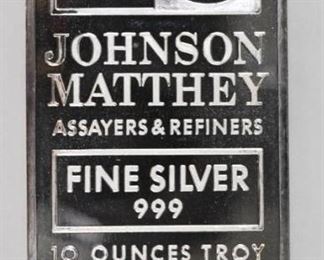 JOHNSON
MATTHEY
ASSAYERS & REFINERS
FINE SILVER
999
10 OUNCES TROY